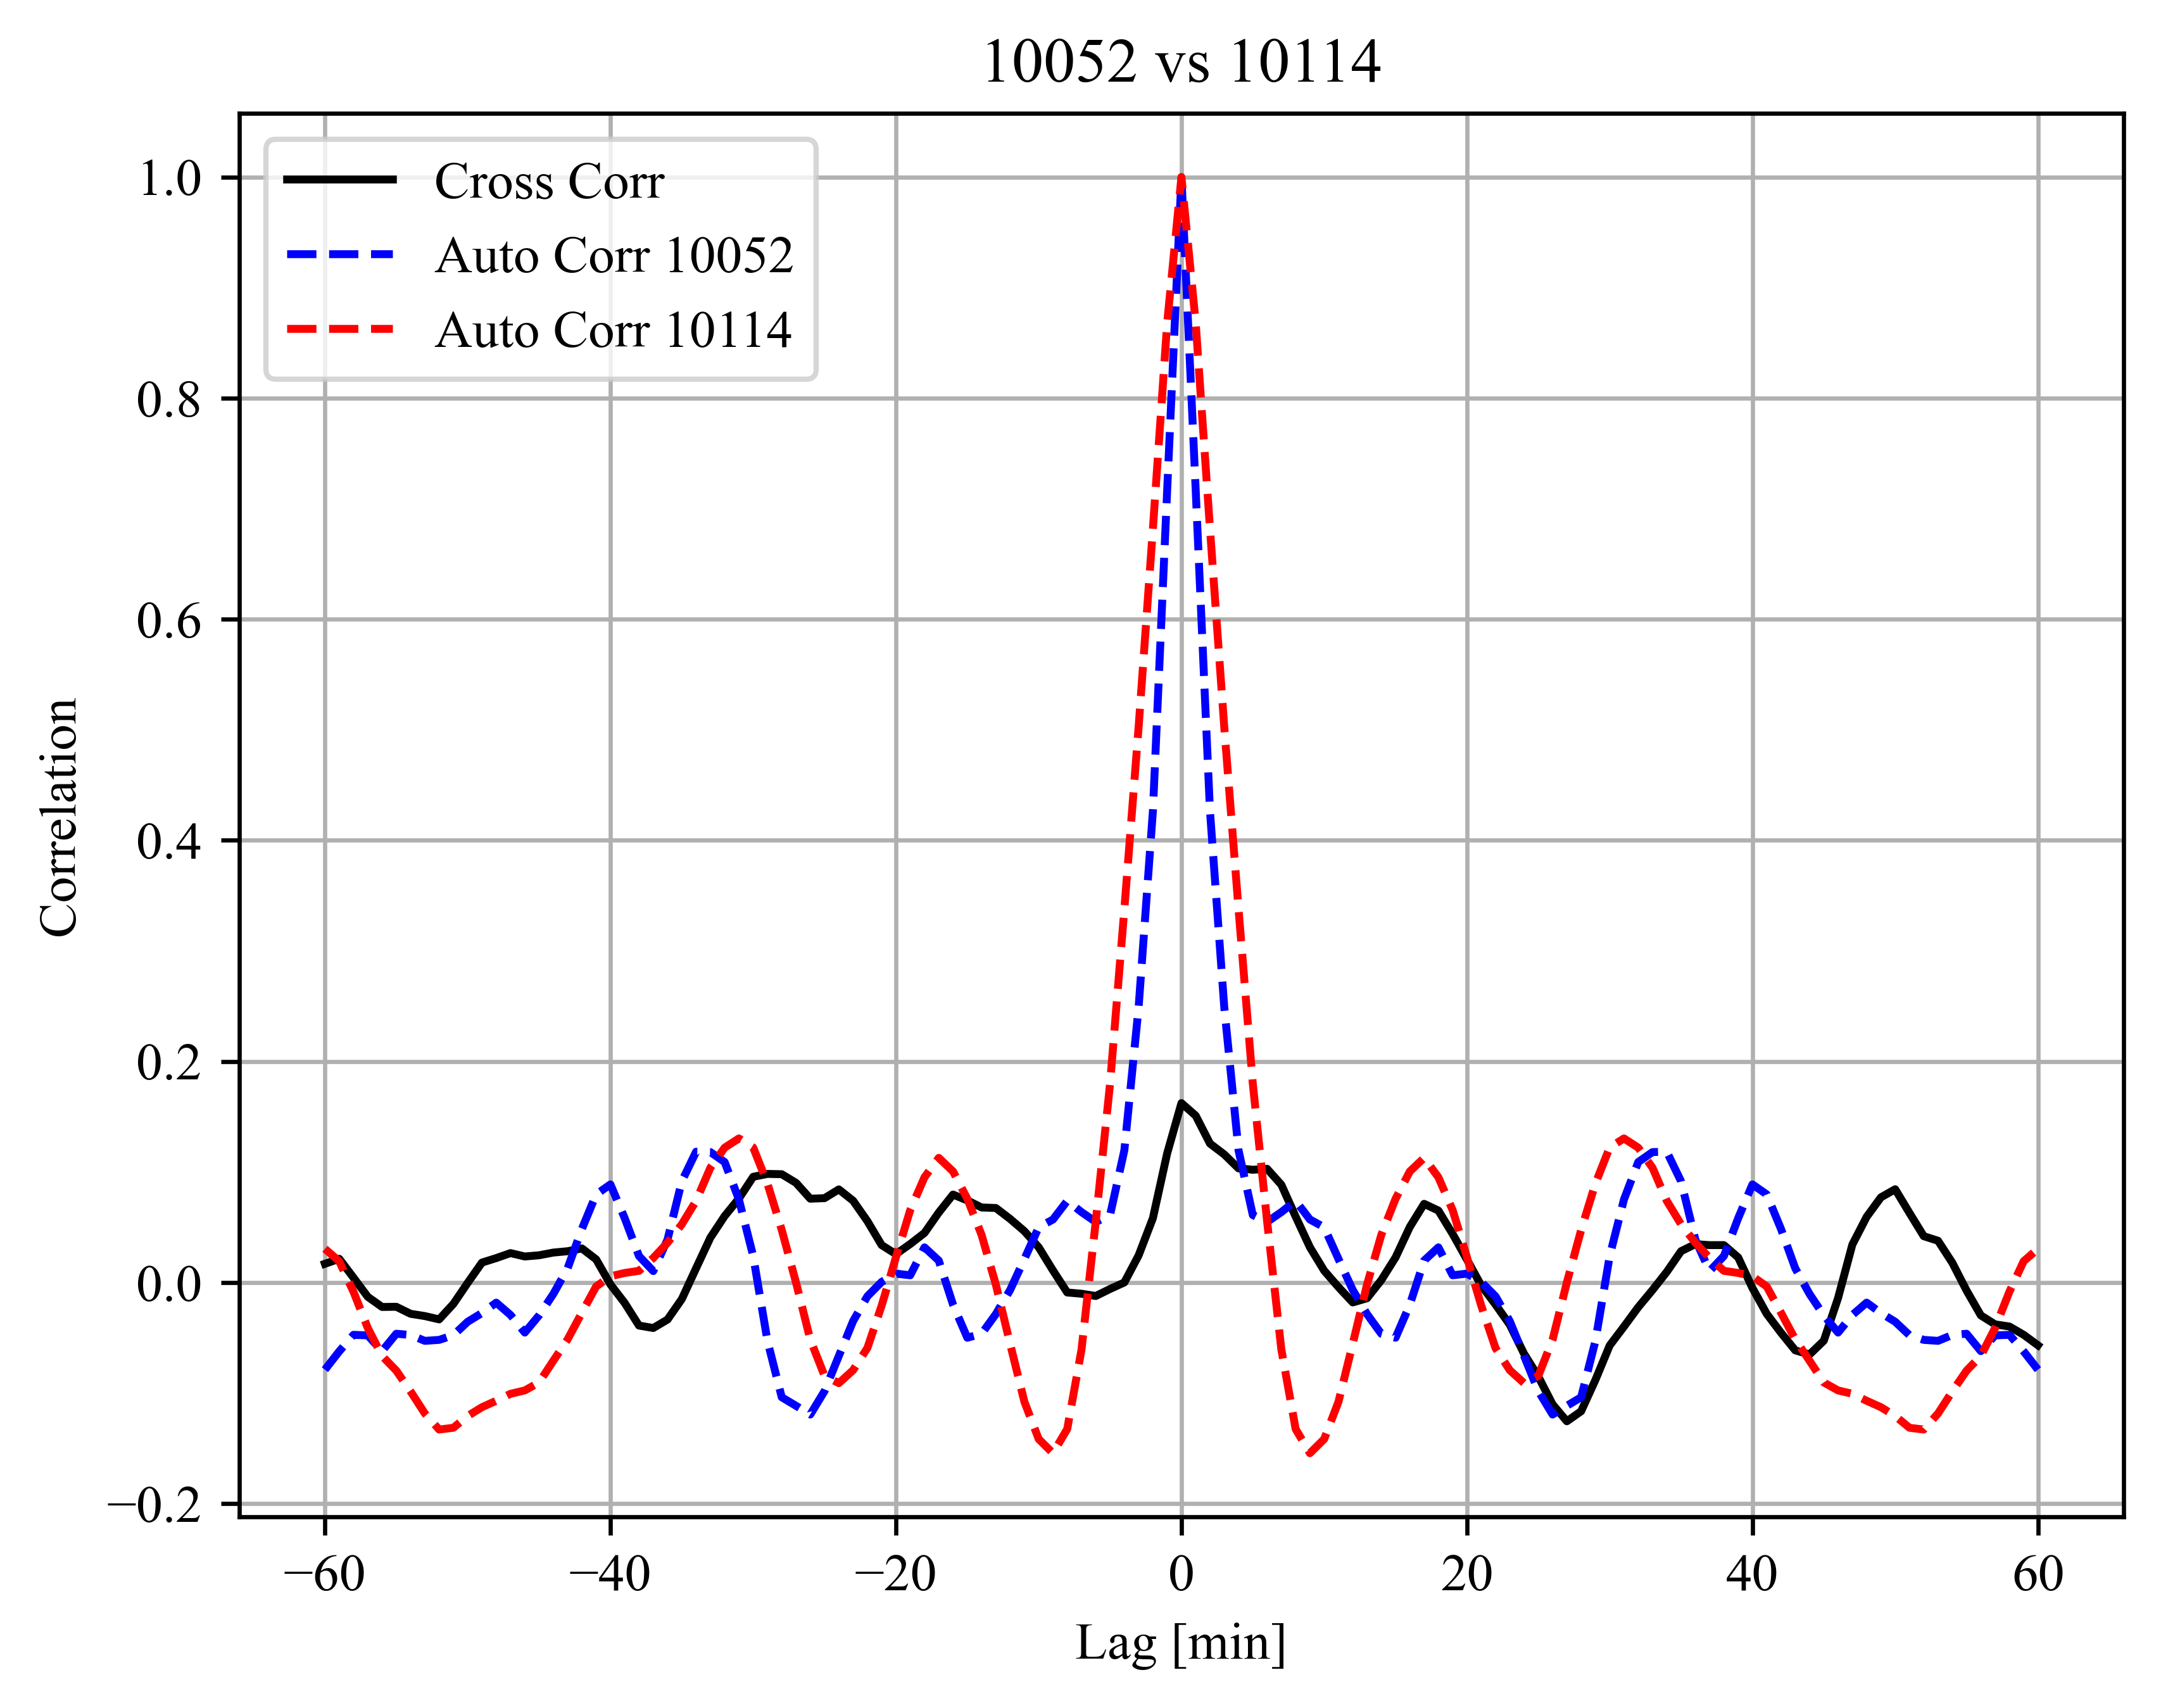 10052 vs 10114
Cross Corr
Auto Corr 10052
Auto Corr 10114
1.0
0.8
0.6
0.4
0.2
0.0
−0.2
Correlation
−60 −40 −20 0 20 40 60
Lag [min]